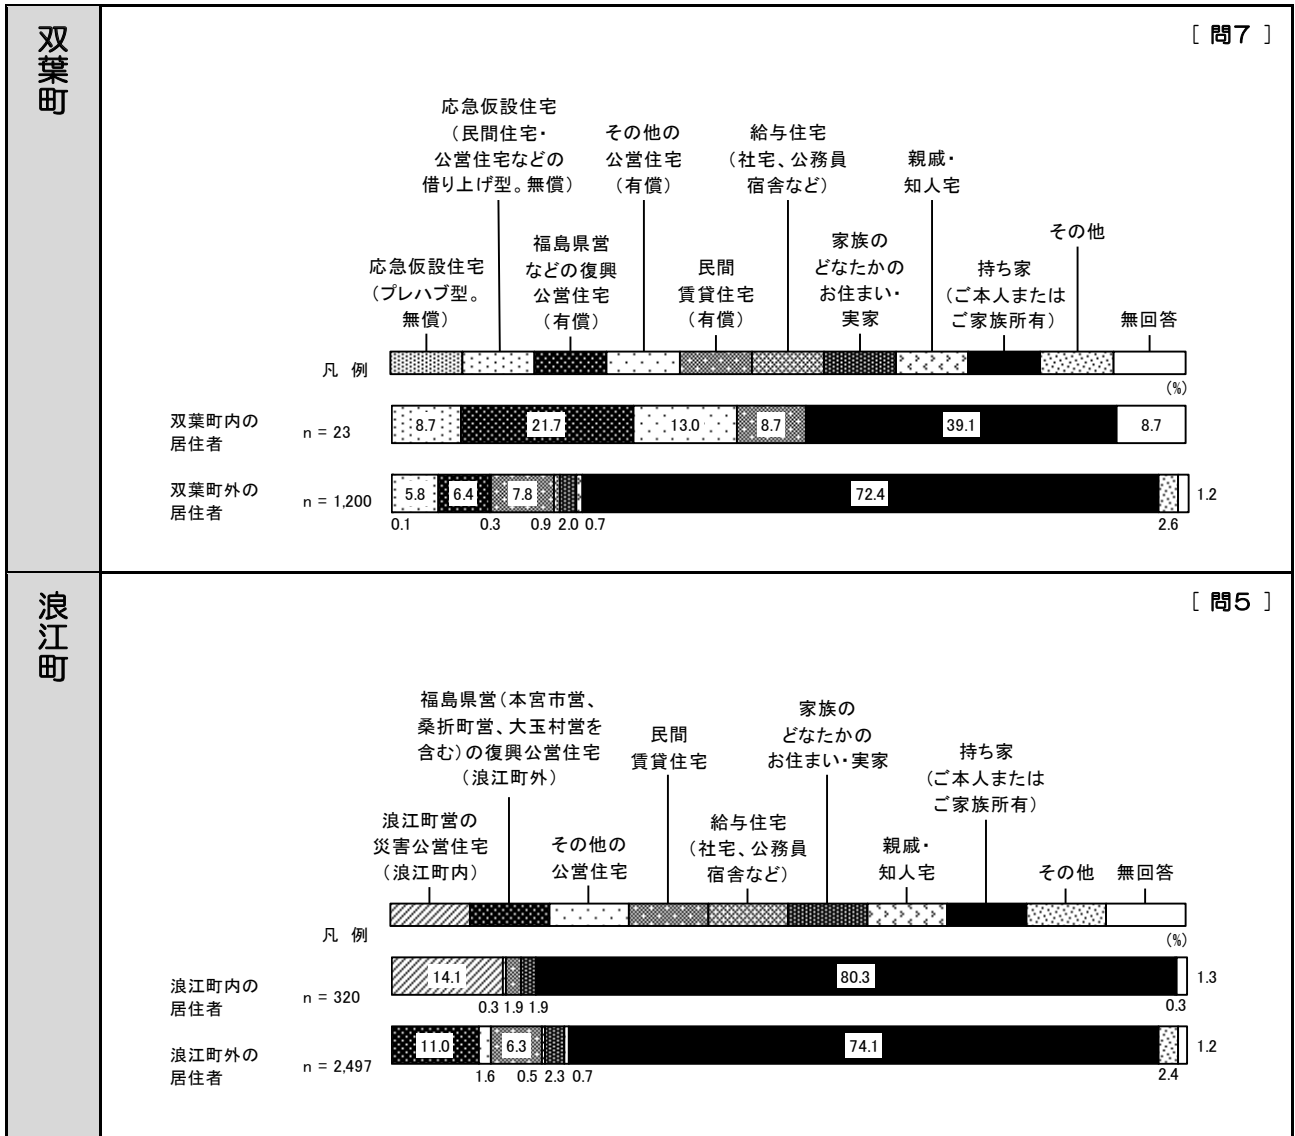 双葉町
［ 問７ ］
応急仮設住宅
（民間住宅・
公営住宅などの
借り上げ型。無償）
その他の
公営住宅
（有償）
給与住宅
（社宅、公務員
宿舎など）
親戚・
知人宅
応急仮設住宅
（プレハブ型。
無償）
福島県営
などの復興
公営住宅
（有償）
民間
賃貸住宅
（有償）
家族の
どなたかの
お住まい・
実家
持ち家
（ご本人または
ご家族所有）
その他
無回答
凡 例
(%)
双葉町内の
居住者
n = 23
8.7 21.7 13.0 8.7 39.1 8.7
双葉町外の
居住者
n = 1,200
5.8 6.4 7.8 72.4 1.2
0.1 0.3 0.9 2.0 0.7 2.6
浪江町
［ 問５ ］
福島県営（本宮市営、
桑折町営、大玉村営を
含む）の復興公営住宅
（浪江町外）
民間
賃貸住宅
家族の
どなたかの
お住まい・実家
持ち家
（ご本人または
ご家族所有）
浪江町営の
災害公営住宅
（浪江町内）
その他の
公営住宅
給与住宅
（社宅、公務員
宿舎など）
親戚・
知人宅
その他
無回答
凡 例
(%)
浪江町内の
居住者
n = 320
14.1 80.3 1.3
0.3 1.9 1.9 0.3
浪江町外の
居住者
n = 2,497
11.0 6.3 74.1 1.2
1.6 0.5 2.3 0.7 2.4